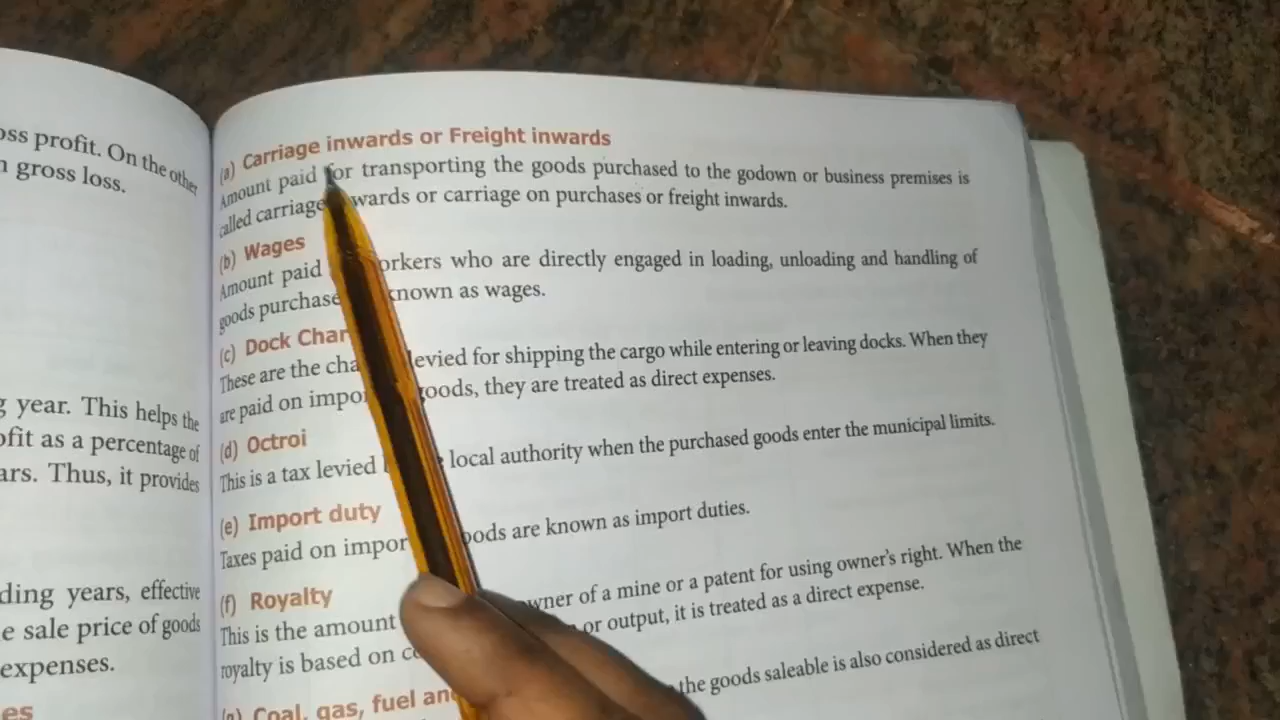 oss profit. On the other
n gross loss.
g year. This helps the
ofit as a percentage of
ars. Thus, it provides
ding years, effective
e sale price of goods
expenses.
es
(a) Carriage inwards or Freight inwards
Amount paid for transporting the goods purchased to the godown or business premises is
called carriage wards or carriage on purchases or freight inwards.
(b) Wages
Amount paid orkers who are directly engaged in loading, unloading and handling of
goods purchase known as wages.
(c) Dock Char
These are the cha levied for shipping the cargo while entering or leaving docks. When they
are paid on impo goods, they are treated as direct expenses.
(d) Octroi
This is a tax levied local authority when the purchased goods enter the municipal limits.
(e) Import duty
Taxes paid on impor oods are known as import duties.
(f) Royalty
This is the amount owner of a mine or a patent for using owner's right. When the
royalty is based on or output, it is treated as a direct expense.
(g) Coal, gas, fuel an
the goods saleable is also considered as direct